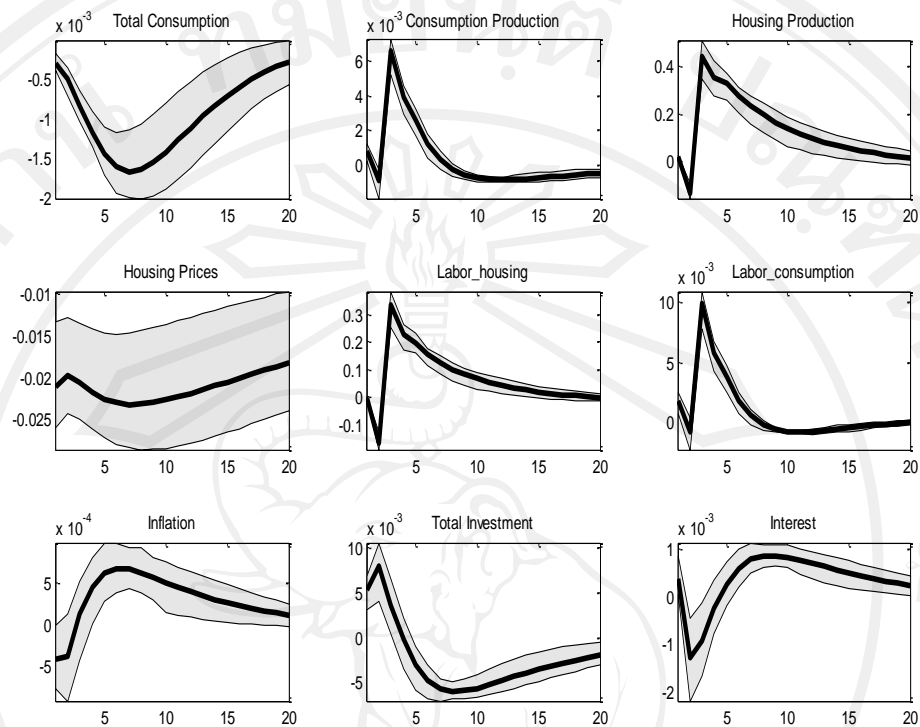 x 10^-3 Total Consumption
-0.5
-1
-1.5
-2
5 10 15 20
x 10^-3 Consumption Production
6
4
2
0
5 10 15 20
Housing Production
0.4
0.2
0
5 10 15 20
Housing Prices
-0.01
-0.015
-0.02
-0.025
5 10 15 20
Labor_housing
0.3
0.2
0.1
0
-0.1
5 10 15 20
x 10^-3 Labor_consumption
10
5
0
5 10 15 20
x 10^-4 Inflation
5
0
-5
5 10 15 20
x 10^-3 Total Investment
10
5
0
-5
5 10 15 20
x 10^-3 Interest
1
0
-1
-2
5 10 15 20